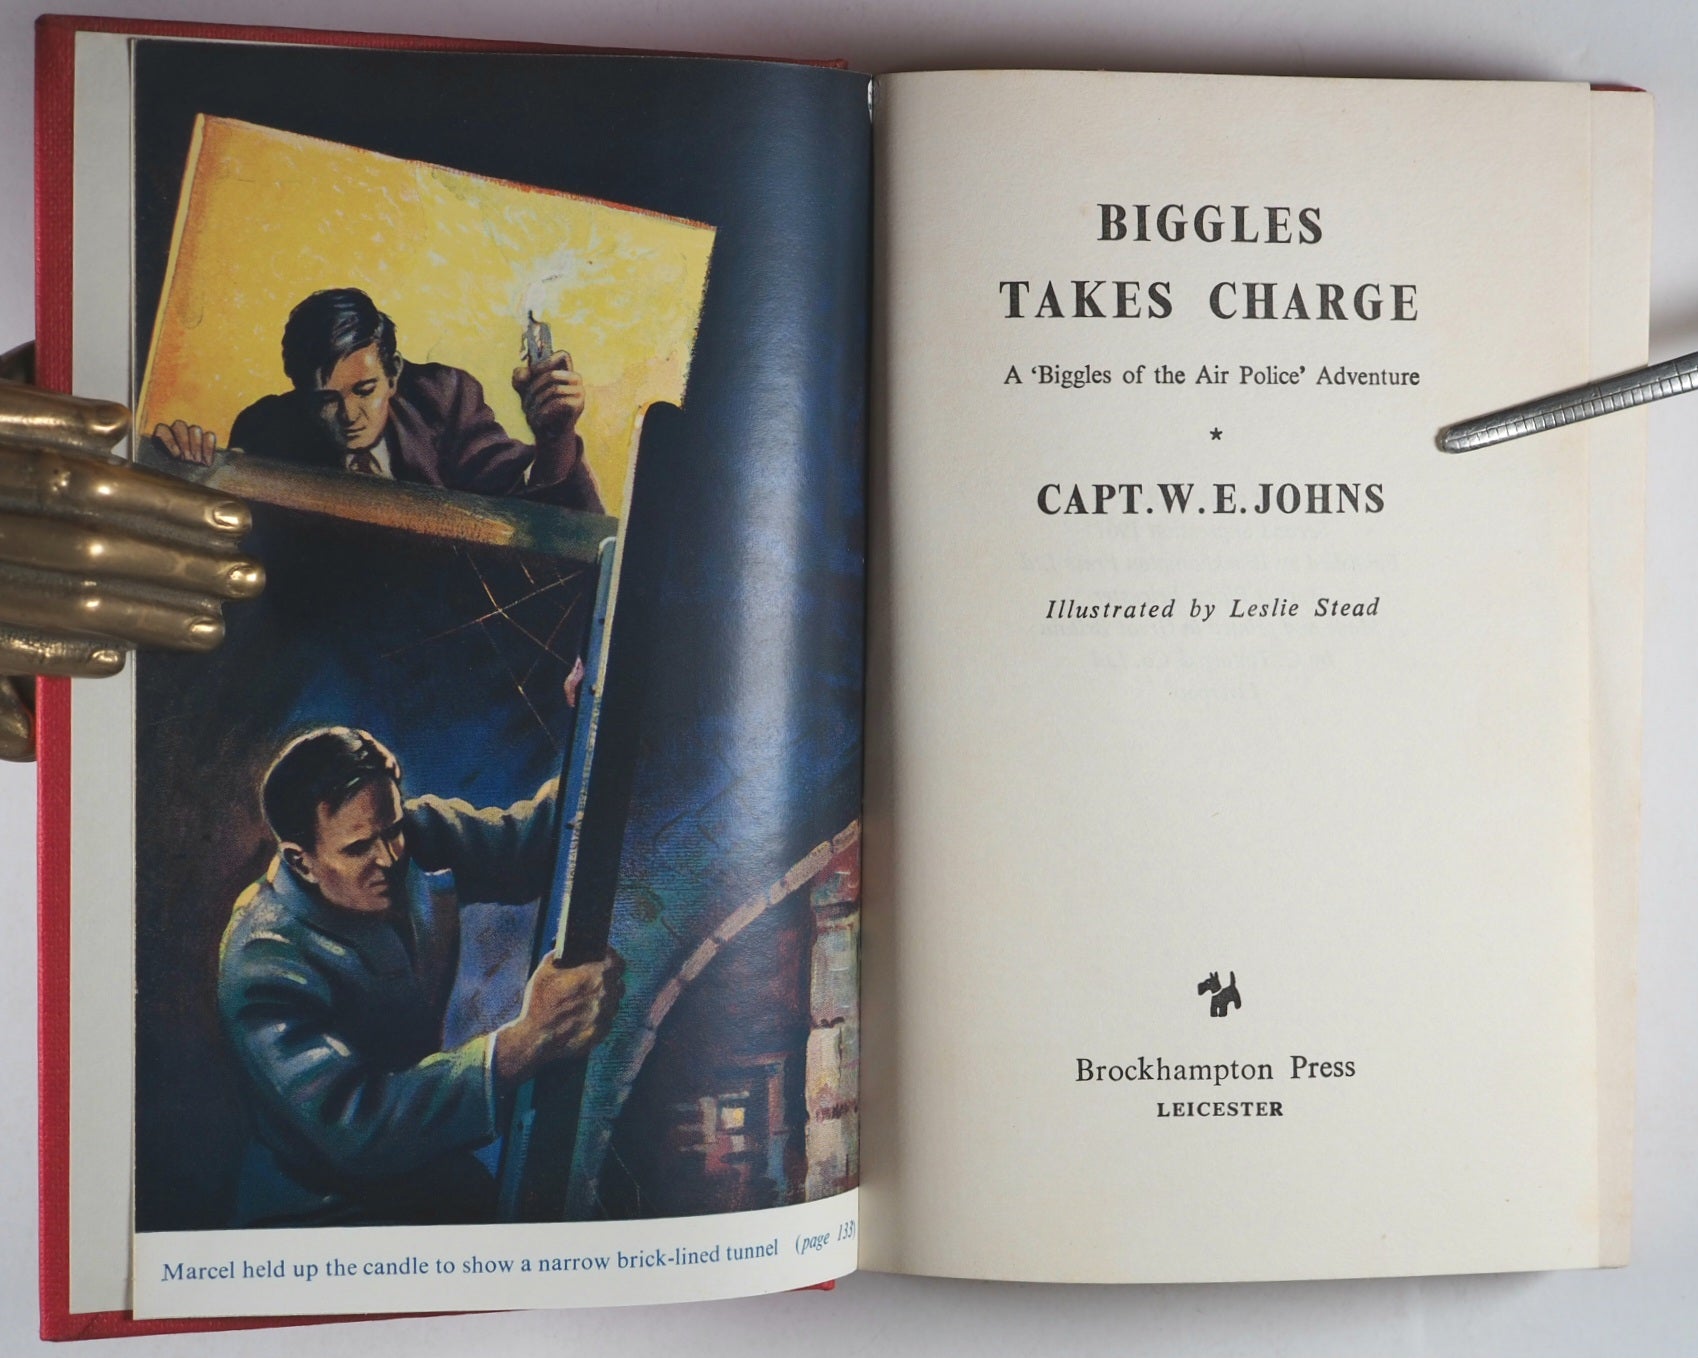 Marcel held up the candle to show a narrow brick-lined tunnel (page 133)
BIGGLES
TAKES CHARGE
A ‘Biggles of the Air Police’ Adventure
*
CAPT. W. E. JOHNS
Illustrated by Leslie Stead
Brockhampton Press
LEICESTER